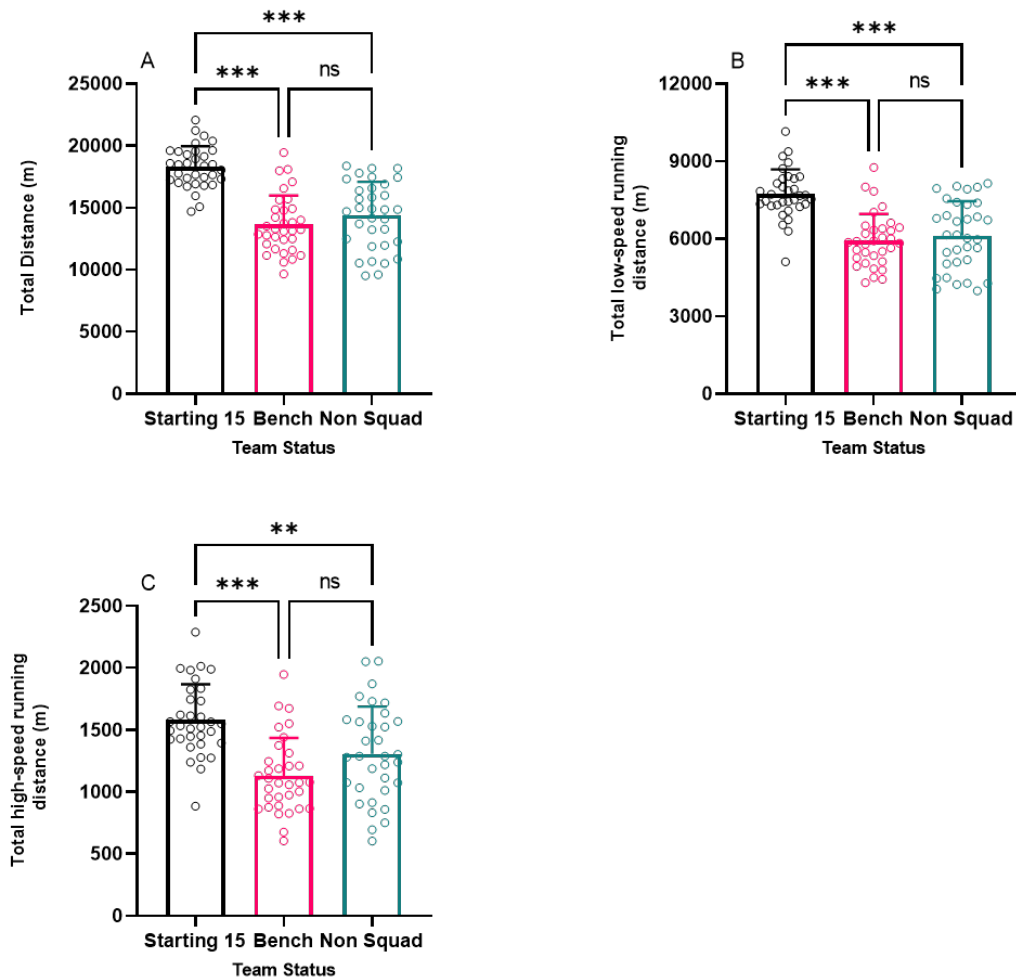 A
***
***
ns
Total Distance (m)
25000
20000
15000
10000
5000
0
Starting 15 Bench Non Squad
Team Status
B
***
***
ns
Total low-speed running
distance (m)
12000
9000
6000
3000
0
Starting 15 Bench Non Squad
Team Status
C
**
***
ns
Total high-speed running
distance (m)
2500
2000
1500
1000
500
0
Starting 15 Bench Non Squad
Team Status